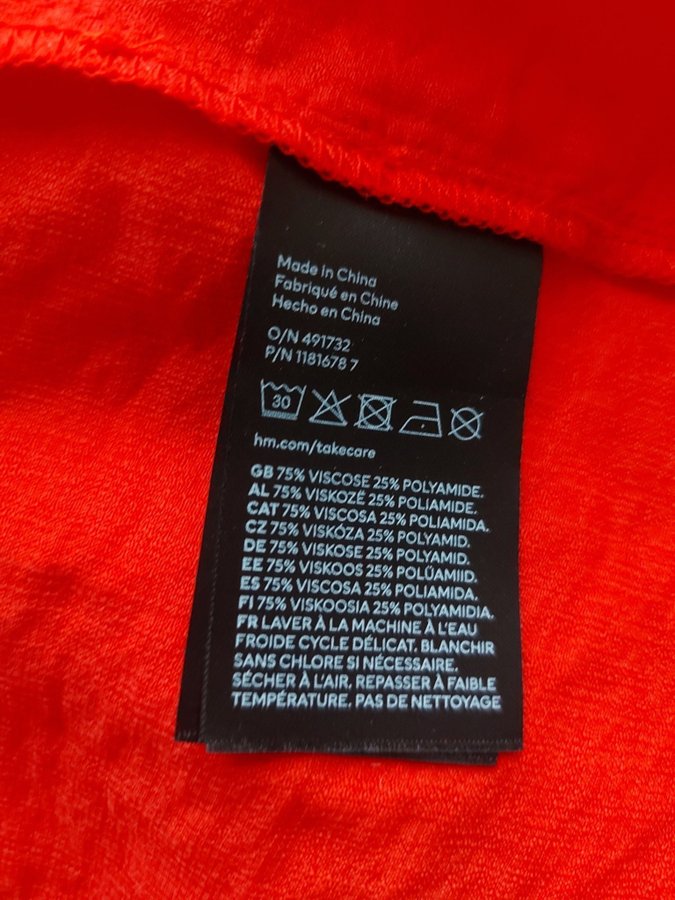 Made in China
Fabriqué en Chine
Hecho en China
O/N 491732
P/N 1181678 7
30
hm.com/takecare
GB 75% VISCOSE 25% POLYAMIDE.
AL 75% VISKOZË 25% POLIAMIDE.
CAT 75% VISCOSA 25% POLIAMIDA.
CZ 75% VISKÓZA 25% POLYAMID.
DE 75% VISKOSE 25% POLYAMID.
EE 75% VISKOOS 25% POLÜAMIID.
ES 75% VISCOSA 25% POLIAMIDA.
FI 75% VISKOOSIA 25% POLYAMIDIA.
FR LAVER À LA MACHINE À L'EAU
FROIDE CYCLE DÉLICAT. BLANCHIR
SANS CHLORE SI NÉCESSAIRE.
SÉCHER À L'AIR. REPASSER À FAIBLE
TEMPÉRATURE. PAS DE NETTOYAGE